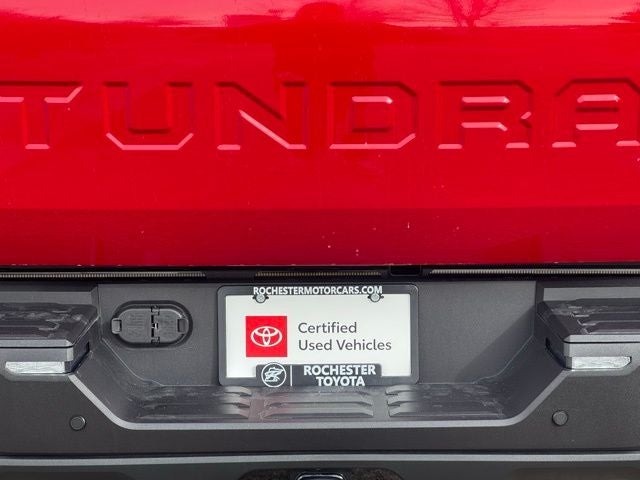 TUNDRA
ROCHESTERMOTORCARS.COM
Certified
Used Vehicles
ROCHESTER
TOYOTA